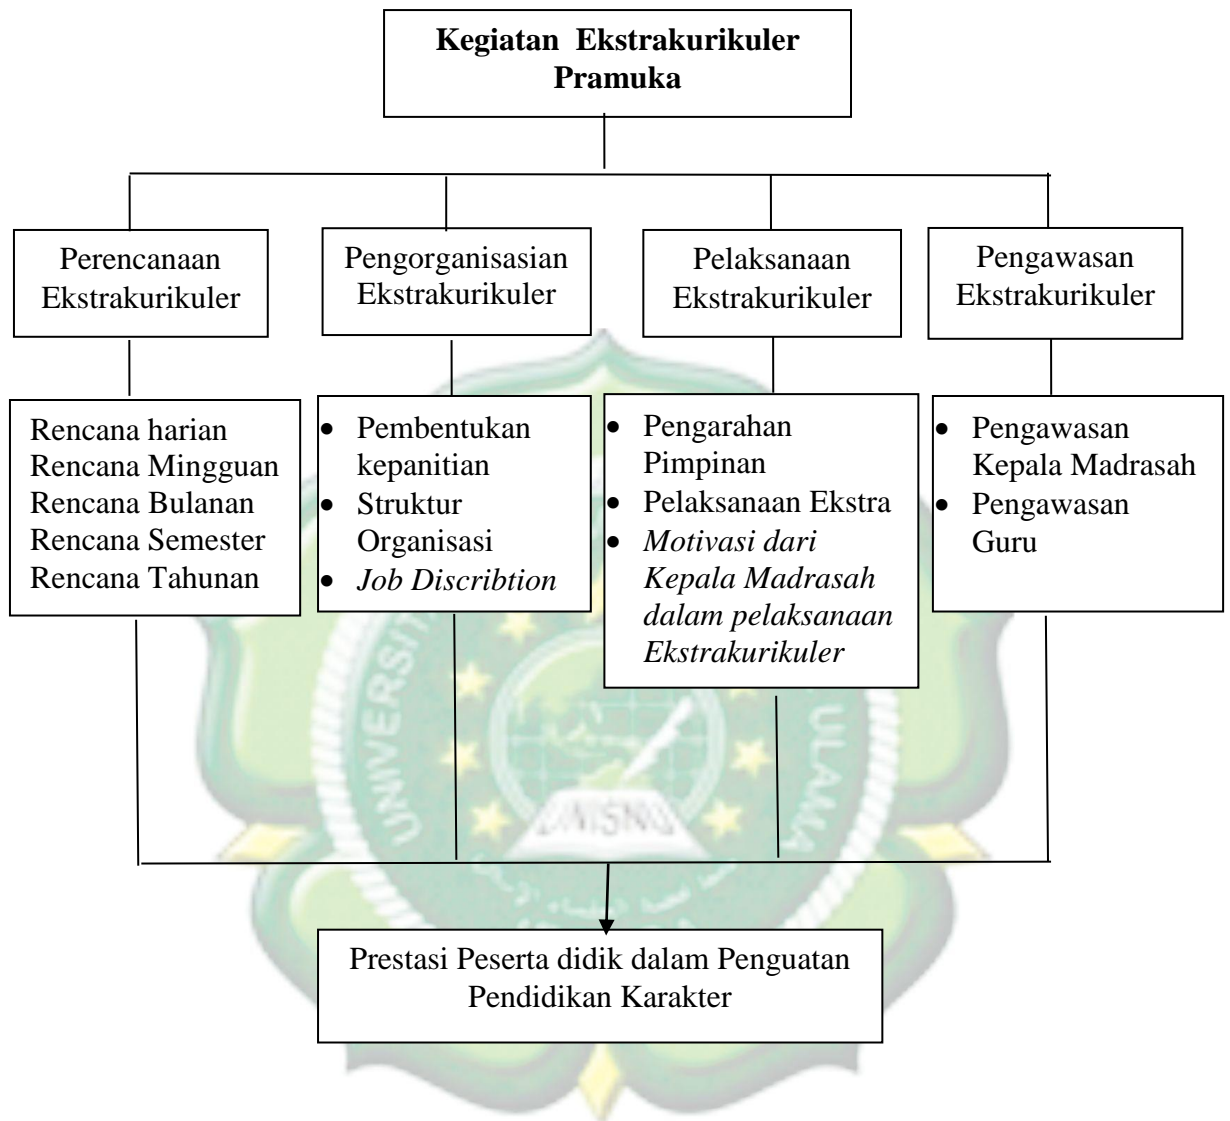 Kegiatan Ekstrakurikuler
Pramuka
Perencanaan
Ekstrakurikuler
Pengorganisasian
Ekstrakurikuler
Pelaksanaan
Ekstrakurikuler
Pengawasan
Ekstrakurikuler
Rencana harian
Rencana Mingguan
Rencana Bulanan
Rencana Semester
Rencana Tahunan
• Pembentukan
kepanitian
• Struktur
Organisasi
• Job Discribtion
• Pengarahan
Pimpinan
• Pelaksanaan Ekstra
• Motivasi dari
Kepala Madrasah
dalam pelaksanaan
Ekstrakurikuler
• Pengawasan
Kepala Madrasah
• Pengawasan
Guru
ULAMA
UNISNU
Prestasi Peserta didik dalam Penguatan
Pendidikan Karakter